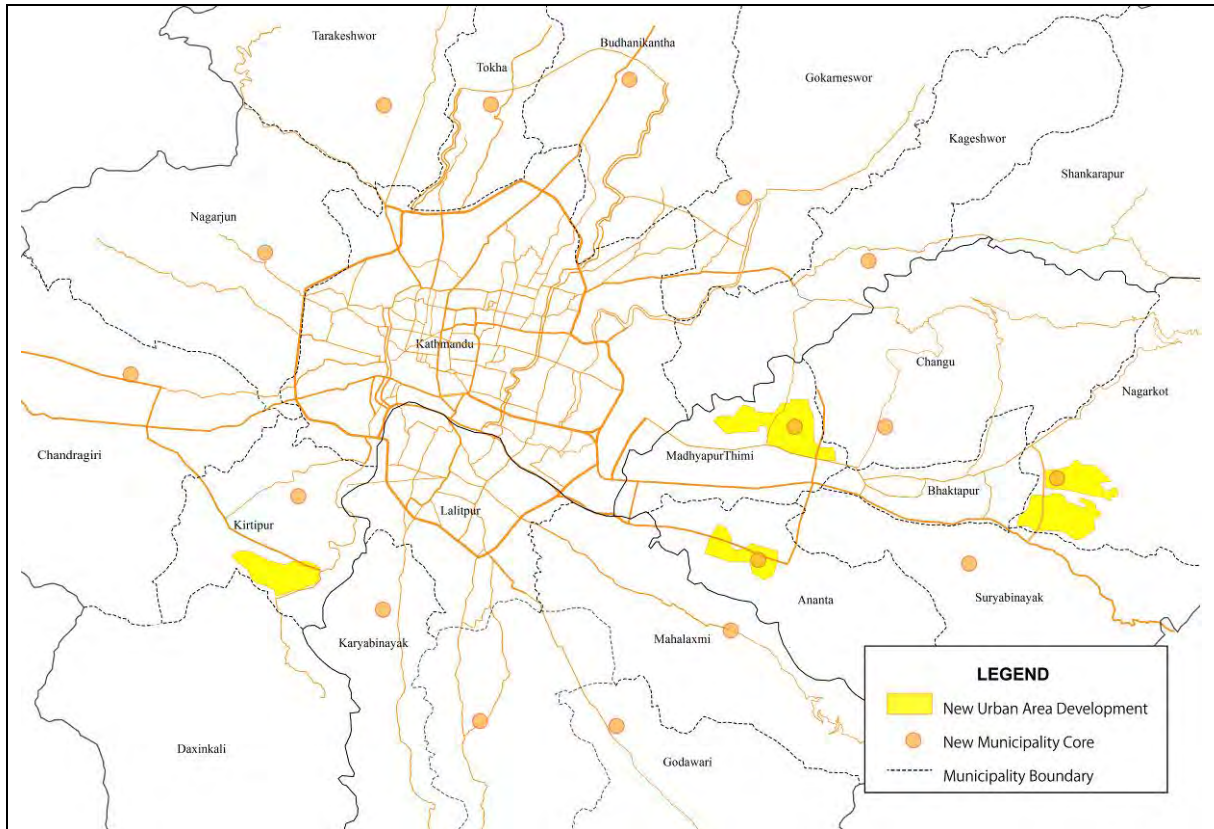 Tarakeshwor
Tokha
Budhanikantha
Gokarneswor
Kageshwor
Shankarapur
Nagarjun
Kathmandu
Changu
Nagarkot
Chandragiri
MadhyapurThimi
Bhaktapur
Lalitpur
Kirtipur
Ananta
Suryabinayak
Karyabinayak
Mahalaxmi
Daxinkali
Godawari
LEGEND
New Urban Area Development
New Municipality Core
Municipality Boundary